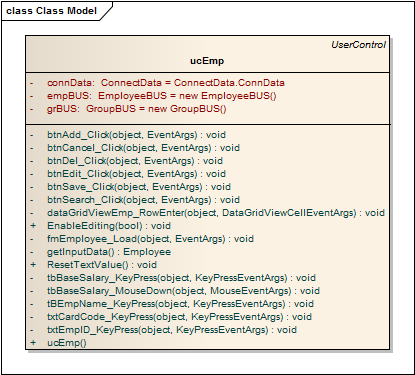 class Class Model
UserControl
ucEmp
- connData: ConnectData = ConnectData.ConnData
- empBUS: EmployeeBUS = new EmployeeBUS()
- grBUS: GroupBUS = new GroupBUS()
- btnAdd_Click(object, EventArgs) : void
- btnCancel_Click(object, EventArgs) : void
- btnDel_Click(object, EventArgs) : void
- btnEdit_Click(object, EventArgs) : void
- btnSave_Click(object, EventArgs) : void
- btnSearch_Click(object, EventArgs) : void
- dataGridViewEmp_RowEnter(object, DataGridViewCellEventArgs) : void
+ EnableEditing(bool) : void
- fmEmployee_Load(object, EventArgs) : void
- getInputData() : Employee
+ ResetTextValue() : void
- tbBaseSalary_KeyPress(object, KeyPressEventArgs) : void
- tbBaseSalary_MouseDown(object, MouseEventArgs) : void
- tBEmpName_KeyPress(object, KeyPressEventArgs) : void
- txtCardCode_KeyPress(object, KeyPressEventArgs) : void
- txtEmpID_KeyPress(object, KeyPressEventArgs) : void
+ ucEmp()